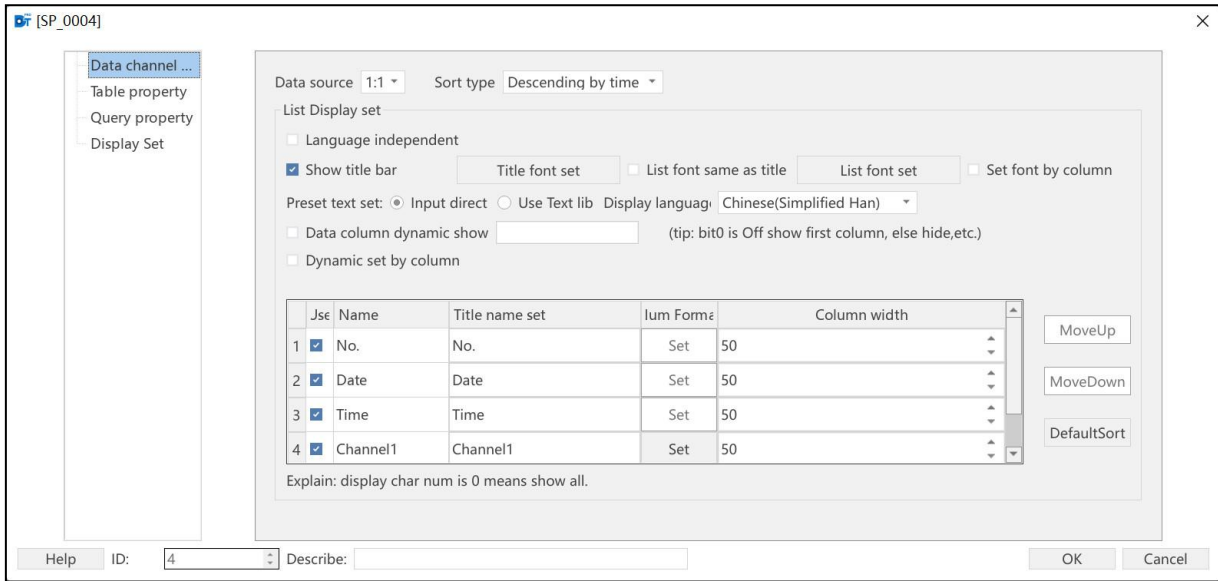 DT [SP_0004]
Data channel ...
Table property
Query property
Display Set
Data source 1:1 Sort type Descending by time
List Display set
Language independent
Show title bar Title font set List font same as title List font set Set font by column
Preset text set: Input direct Use Text lib Display languag Chinese(Simplified Han)
Data column dynamic show (tip: bit0 is Off show first column, else hide,etc.)
Dynamic set by column
Jse Name Title name set lum Forma Column width
1 No. No. Set 50
2 Date Date Set 50
3 Time Time Set 50
4 Channel1 Channel1 Set 50
MoveUp
MoveDown
DefaultSort
Explain: display char num is 0 means show all.
Help ID: 4 Describe: OK Cancel